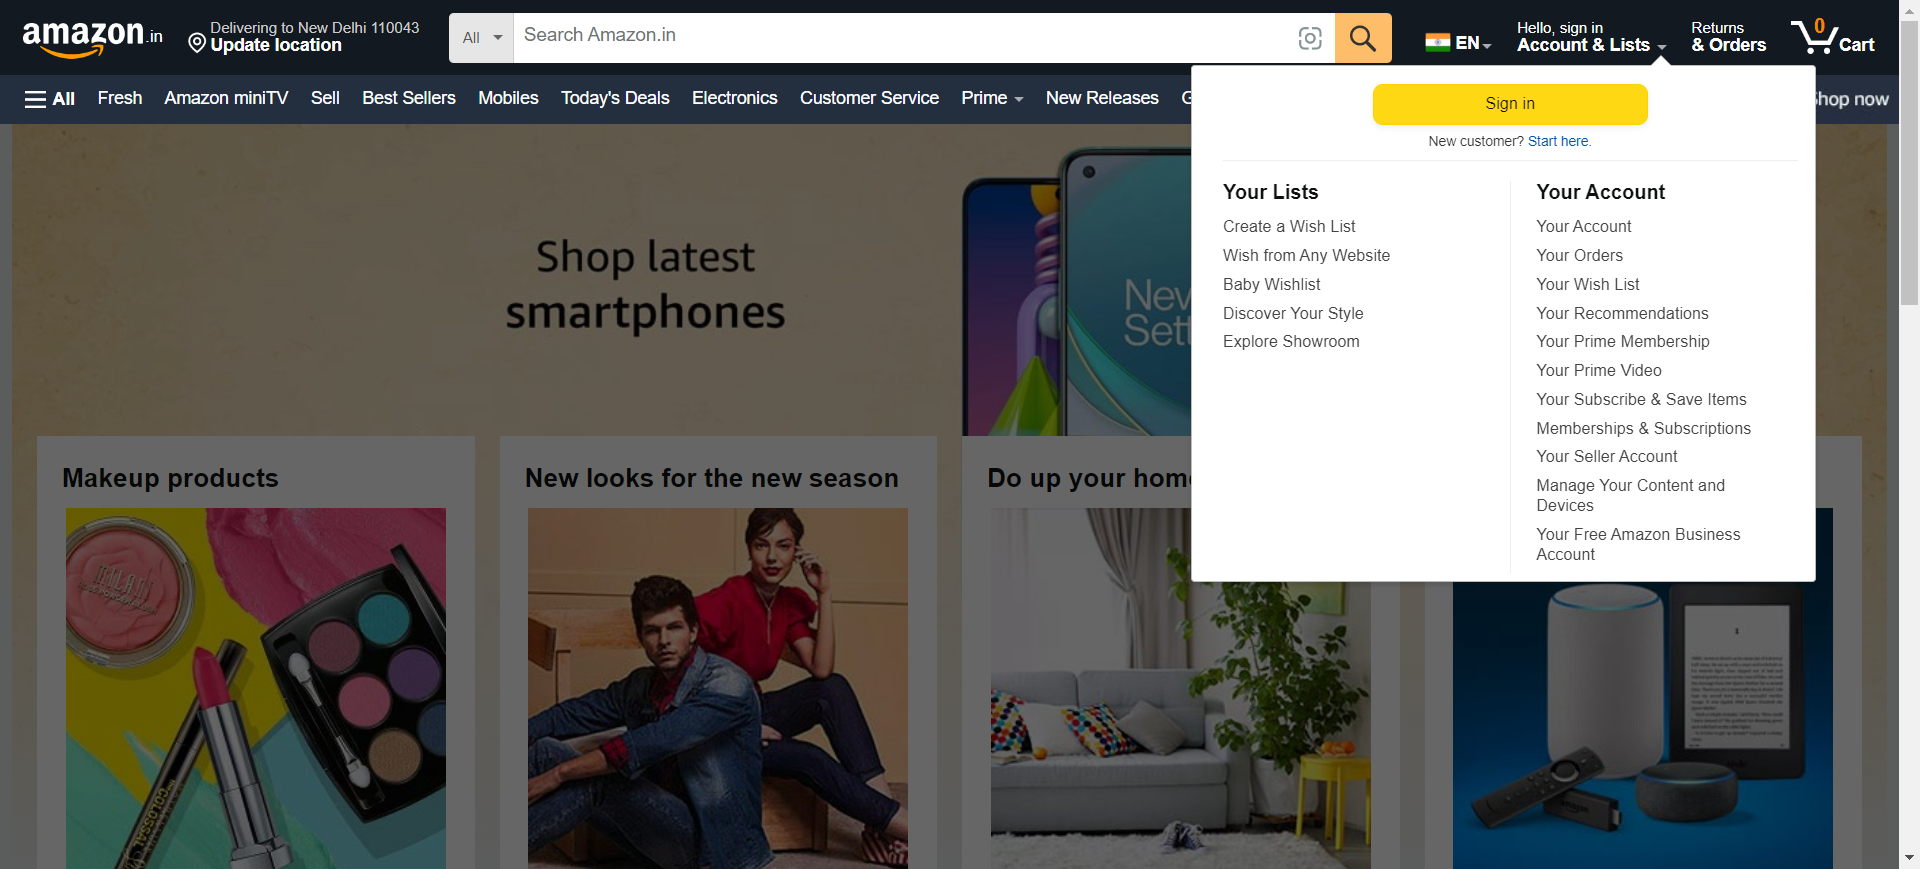 amazon.in
Delivering to New Delhi 110043
Update location
All
Search Amazon.in
EN
Hello, sign in
Account & Lists
Returns
& Orders
0
Cart
All
Fresh
Amazon miniTV
Sell
Best Sellers
Mobiles
Today's Deals
Electronics
Customer Service
Prime
New Releases
Shop now
Sign in
New customer? Start here.
Your Lists
Create a Wish List
Wish from Any Website
Baby Wishlist
Discover Your Style
Explore Showroom
Your Account
Your Account
Your Orders
Your Wish List
Your Recommendations
Your Prime Membership
Your Prime Video
Your Subscribe & Save Items
Memberships & Subscriptions
Your Seller Account
Manage Your Content and
Devices
Your Free Amazon Business
Account
Shop latest
smartphones
New
Makeup products
New looks for the new season
Do up your home
MILANI
COLOSSAL
amazon